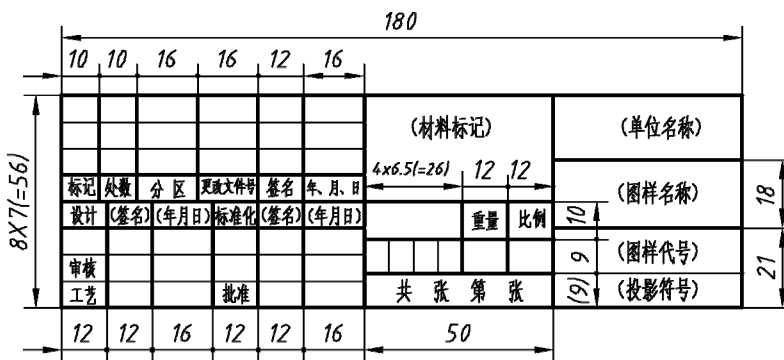 180
10 10 16 16 12 16
(材料标记) (单位名称)
4x6.5(=26) 12 12
8X7(=56)
标记 处数 分 区 更改文件号 签名 年、月、日 (图样名称) 18
设计 (签名) (年月日) 标准化 (签名) (年月日) 重量 比例 10
9 (图样代号) 21
审核
工艺 批准 共 张 第 张 (9) (投影符号)
12 12 16 12 12 16 50